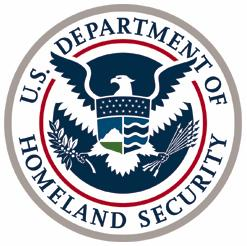 U.S. DEPARTMENT OF
HOMELAND SECURITY